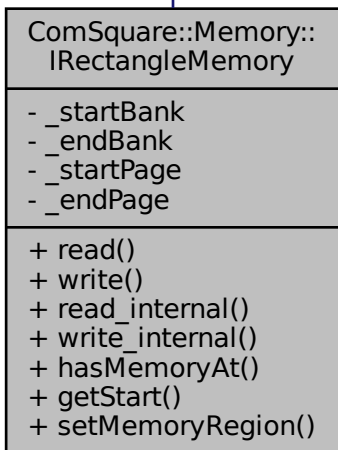 ComSquare::Memory::
IRectangleMemory
- _startBank
- _endBank
- _startPage
- _endPage
+ read()
+ write()
+ read_internal()
+ write_internal()
+ hasMemoryAt()
+ getStart()
+ setMemoryRegion()